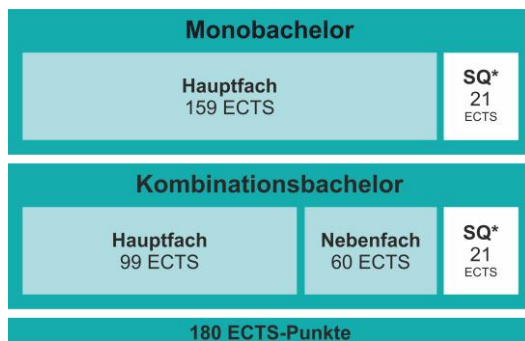 Monobachelor
Hauptfach
159 ECTS
SQ*
21
ECTS
Kombinationsbachelor
Hauptfach
99 ECTS
Nebenfach
60 ECTS
SQ*
21
ECTS
180 ECTS-Punkte